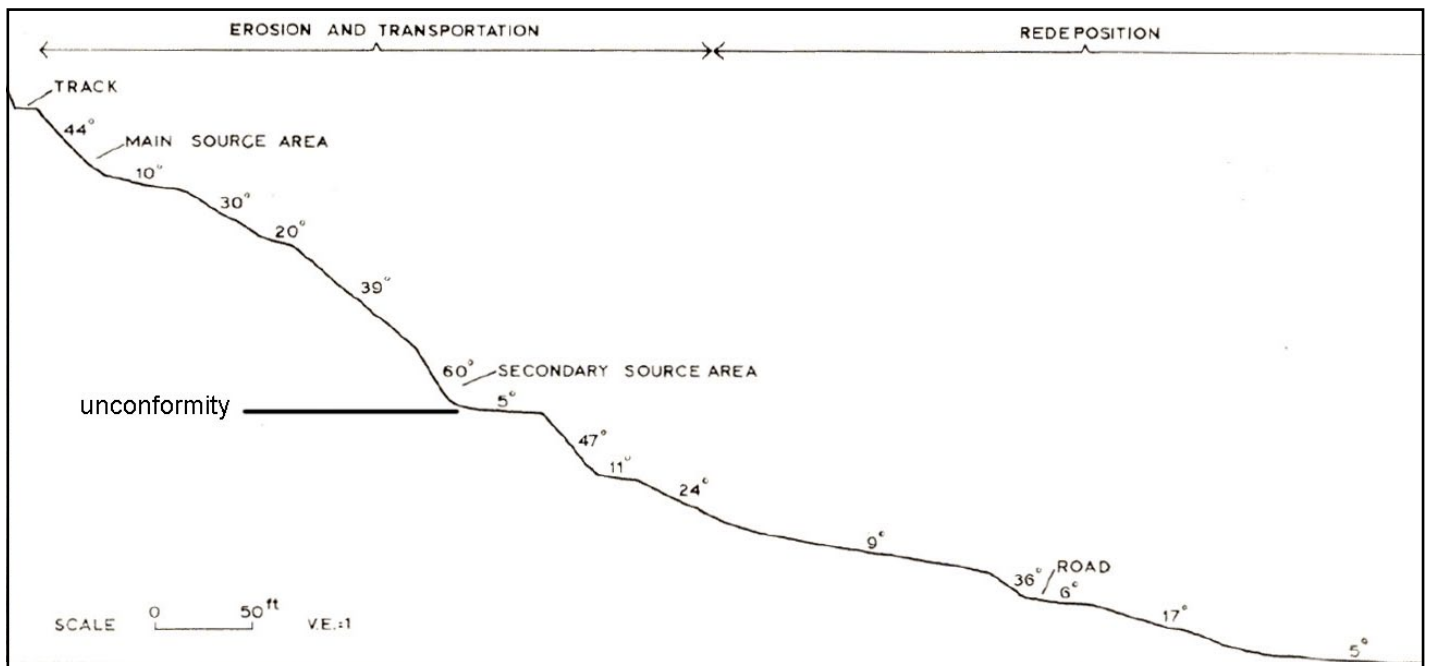 EROSION AND TRANSPORTATION
REDEPOSITION
TRACK
44°
MAIN SOURCE AREA
10°
30°
20°
39°
60°
SECONDARY SOURCE AREA
unconformity
5°
47°
11°
24°
9°
36°
ROAD
6°
17°
5°
SCALE
0
50ft
V.E.:1